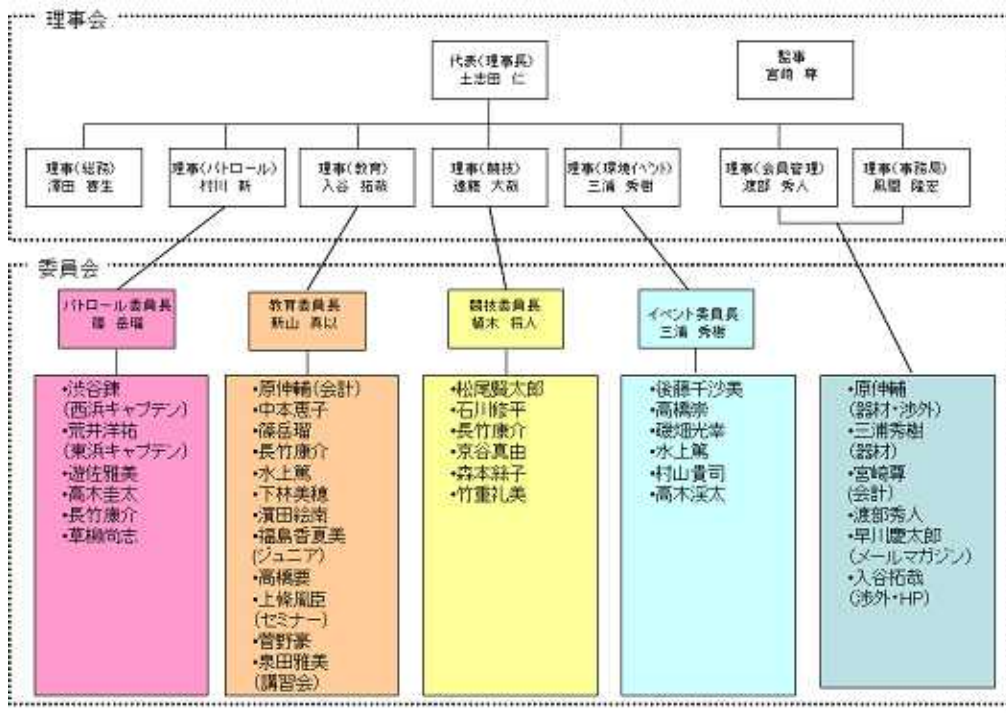 理事会
代表(理事長)
土志田 仁
監事
宮崎 尊
理事(総務)
澤田
理事(パトロール)
村川 新
理事(教育)
入谷 拓哉
理事(競技)
遠藤 大哉
理事(環境イベント)
三浦 秀樹
理事(会員管理)
渡部 秀人
理事(事務局)
風間 隆宏
委員会
パトロール委員長
篠 岳瑠
教育委員長
新山 真以
競技委員長
植木 将人
イベント委員長
三浦 秀樹
•渋谷錬
(西浜キャプテン)
•荒井洋祐
(東浜キャプテン)
•遊佐雅美
•高木圭太
•長竹康介
•草柳尚志
•原伸輔(会計)
•中本恵子
•篠岳瑠
•長竹康介
•水上篤
•下林美穂
•濱田絵南
•福島香夏美
(ジュニア)
•高橋要
•上條胤臣
(セミナー)
•菅野豪
•泉田雅美
(講習会)
•松尾賢太郎
•石川修平
•長竹康介
•京谷真由
•森本絲子
•竹重礼美
•後藤千沙美
•高橋崇
•磯畑光幸
•水上篤
•村山貴司
•高木渓太
•原伸輔
(器材・渉外)
•三浦秀樹
(器材)
•宮崎尊
(会計)
•渡部秀人
•早川慶太郎
(メールマガジン)
•入谷拓哉
(渉外・HP)